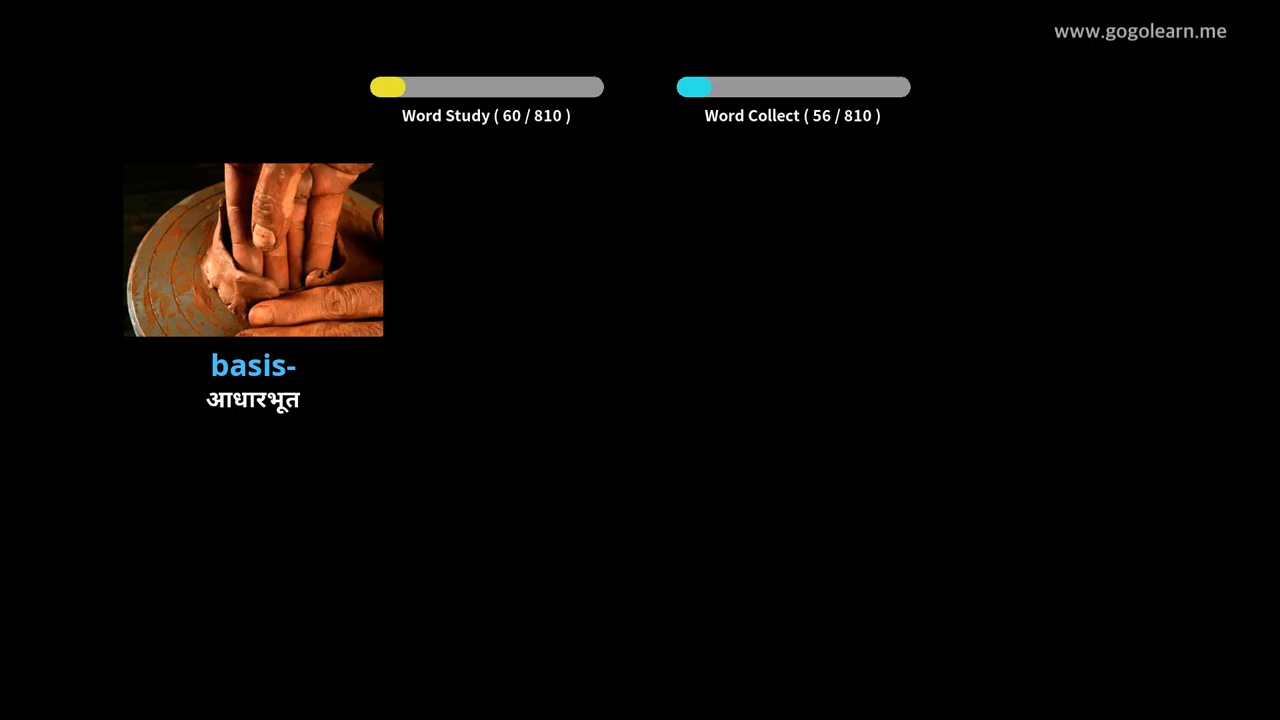 www.gogolearn.me
Word Study ( 60 / 810 )
Word Collect ( 56 / 810 )
basis-
आधारभूत